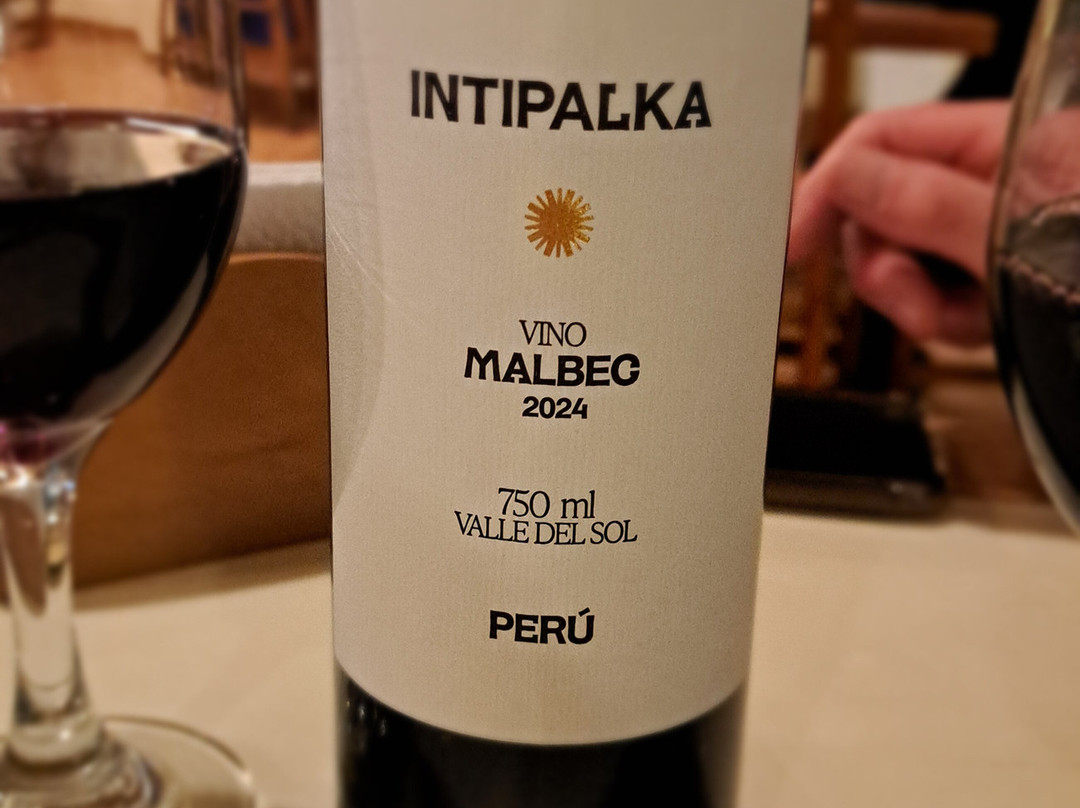 INTIPALKA
VINO
MALBEC
2024
750 ml
VALLE DEL SOL
PERÚ